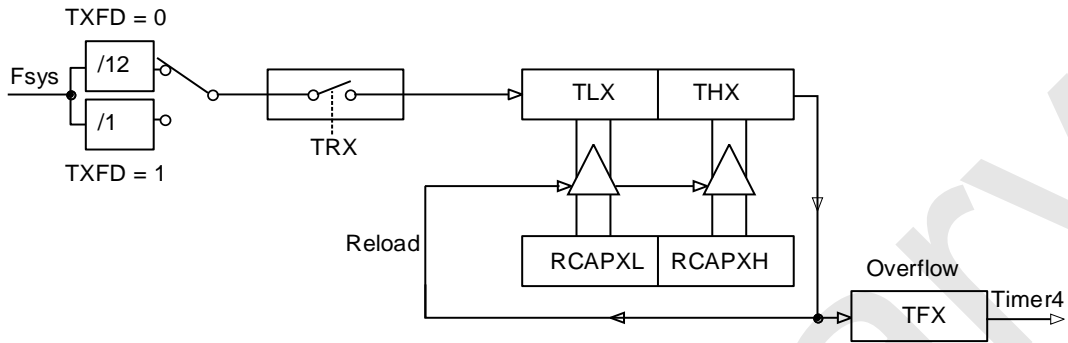 TXFD = 0
Fsys
/12
/1
TXFD = 1
TRX
TLX
THX
Reload
RCAPXL
RCAPXH
Overflow
TFX
Timer4